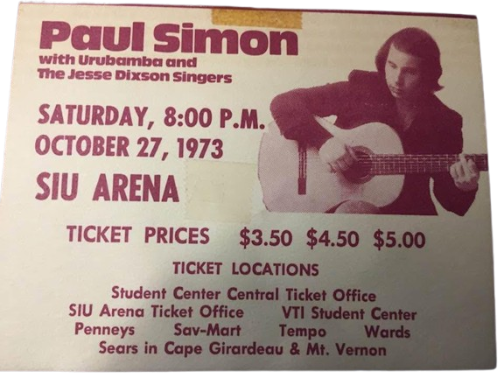 Paul Simon
with Urubamba and
The Jesse Dixson Singers
SATURDAY, 8:00 P.M.
OCTOBER 27, 1973
SIU ARENA
TICKET PRICES $3.50 $4.50 $5.00
TICKET LOCATIONS
Student Center Central Ticket Office
SIU Arena Ticket Office VTI Student Center
Penneys Sav-Mart Tempo Wards
Sears in Cape Girardeau & Mt. Vernon